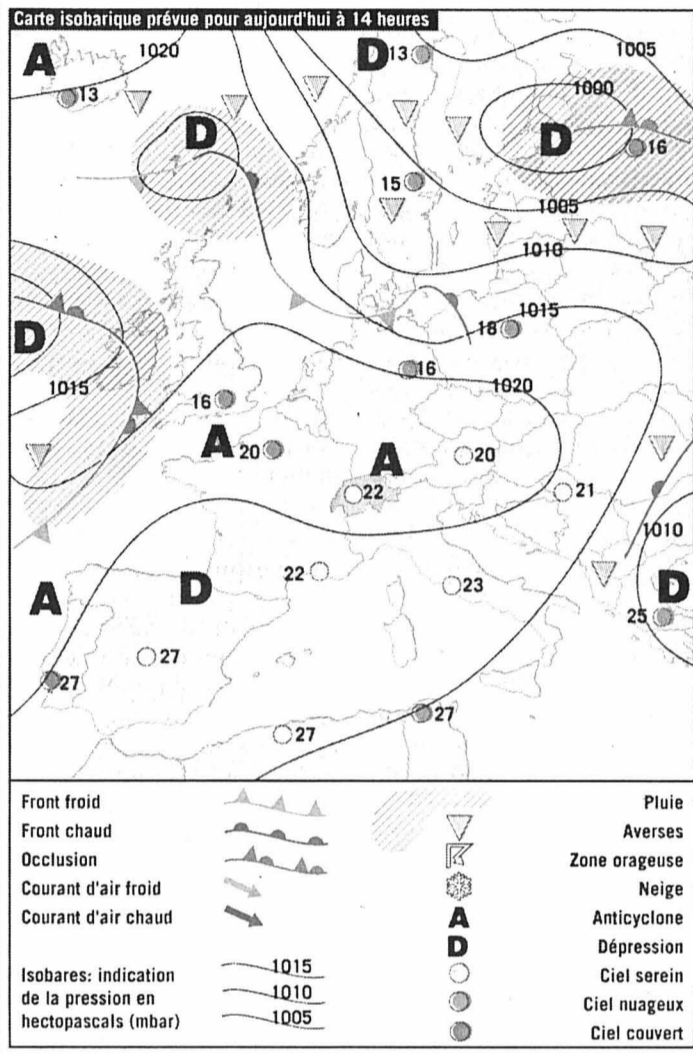 Carte isobarique prévue pour aujourd'hui à 14 heures
A
1020
D
13
1005
13
1000
D
D
16
15
1005
1010
D
1015
18
1015
16
1020
16
A
20
A
20
22
21
1010
22
D
A
23
D
25
27
27
27
27
Front froid
Front chaud
Occlusion
Courant d'air froid
Courant d'air chaud
Isobares: indication
de la pression en
hectopascals (mbar)
1015
1010
1005
Pluie
Averses
Zone orageuse
Neige
A Anticyclone
D Dépression
Ciel serein
Ciel nuageux
Ciel couvert